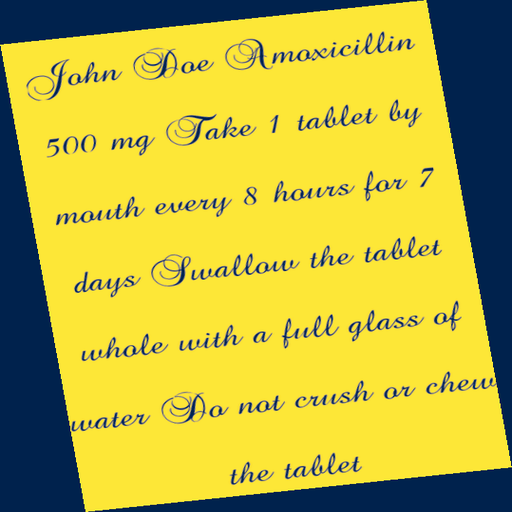 John Doe Amoxicillin
500 mg Take 1 tablet by
mouth every 8 hours for 7
days Swallow the tablet
whole with a full glass of
water Do not crush or chew
the tablet